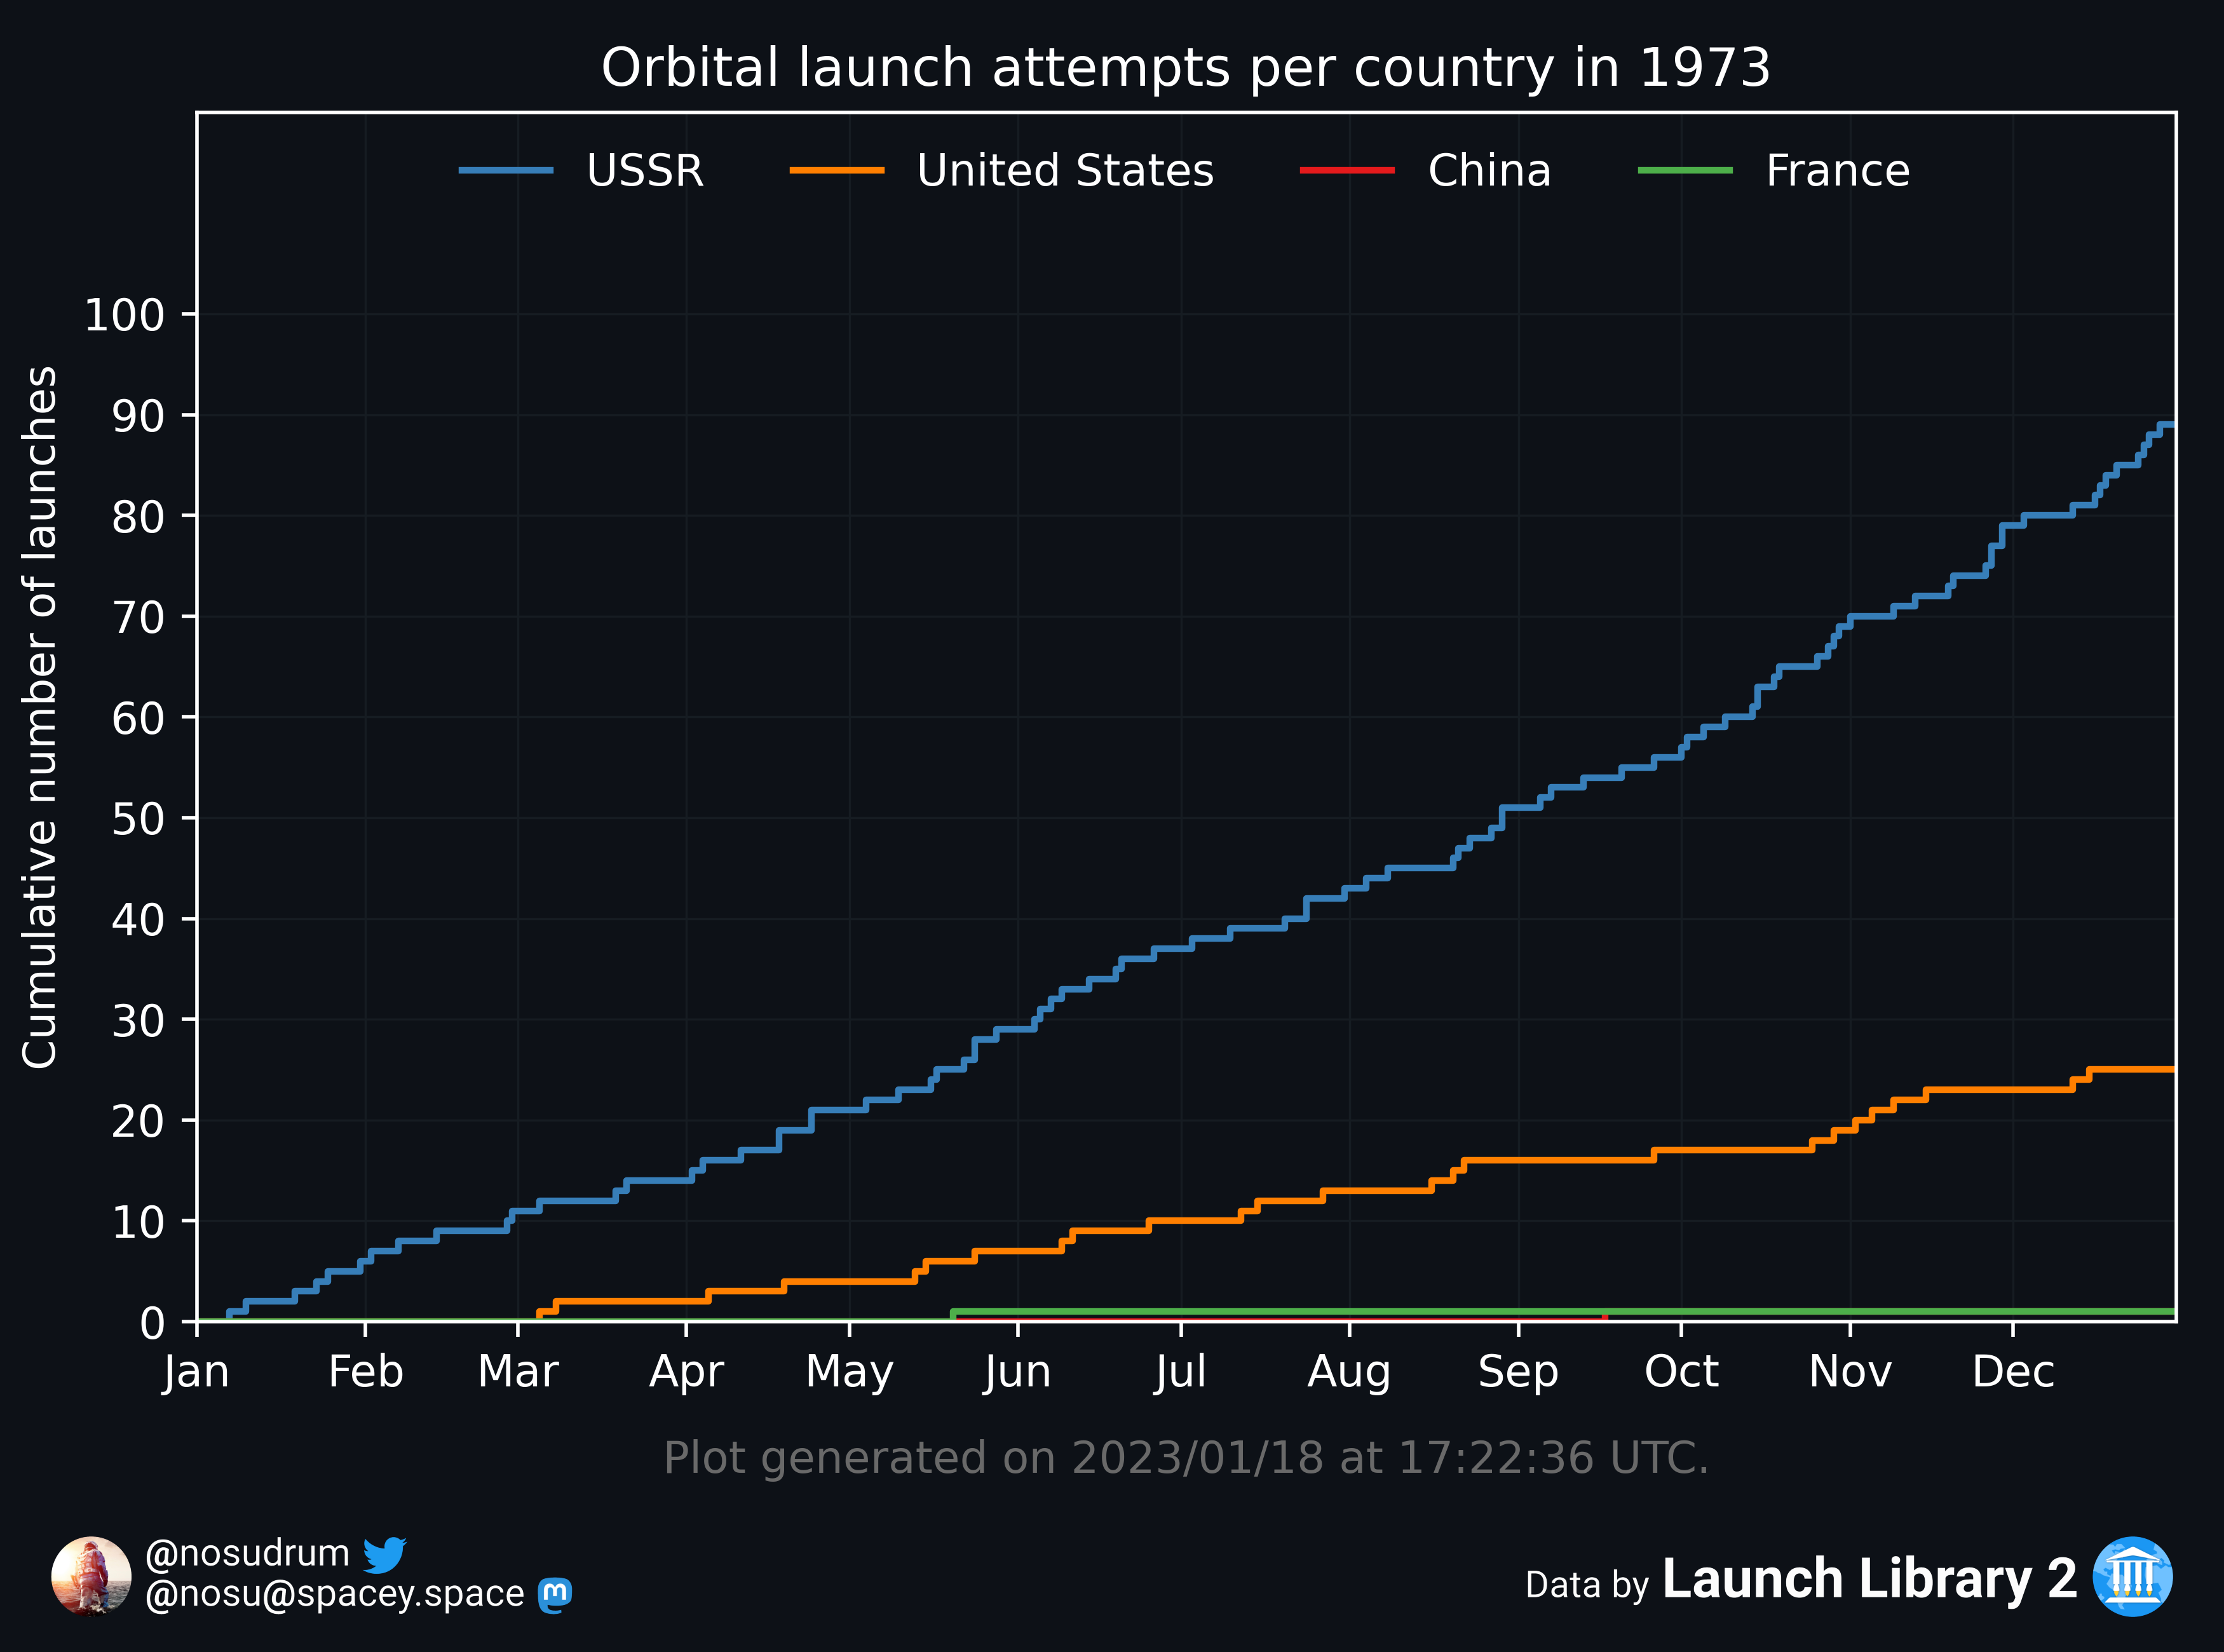 Orbital launch attempts per country in 1973
USSR United States China France
Cumulative number of launches
100
90
80
70
60
50
40
30
20
10
0
Jan Feb Mar Apr May Jun Jul Aug Sep Oct Nov Dec
Plot generated on 2023/01/18 at 17:22:36 UTC.
@nosudrum
@nosu@spacey.space m
Data by Launch Library 2